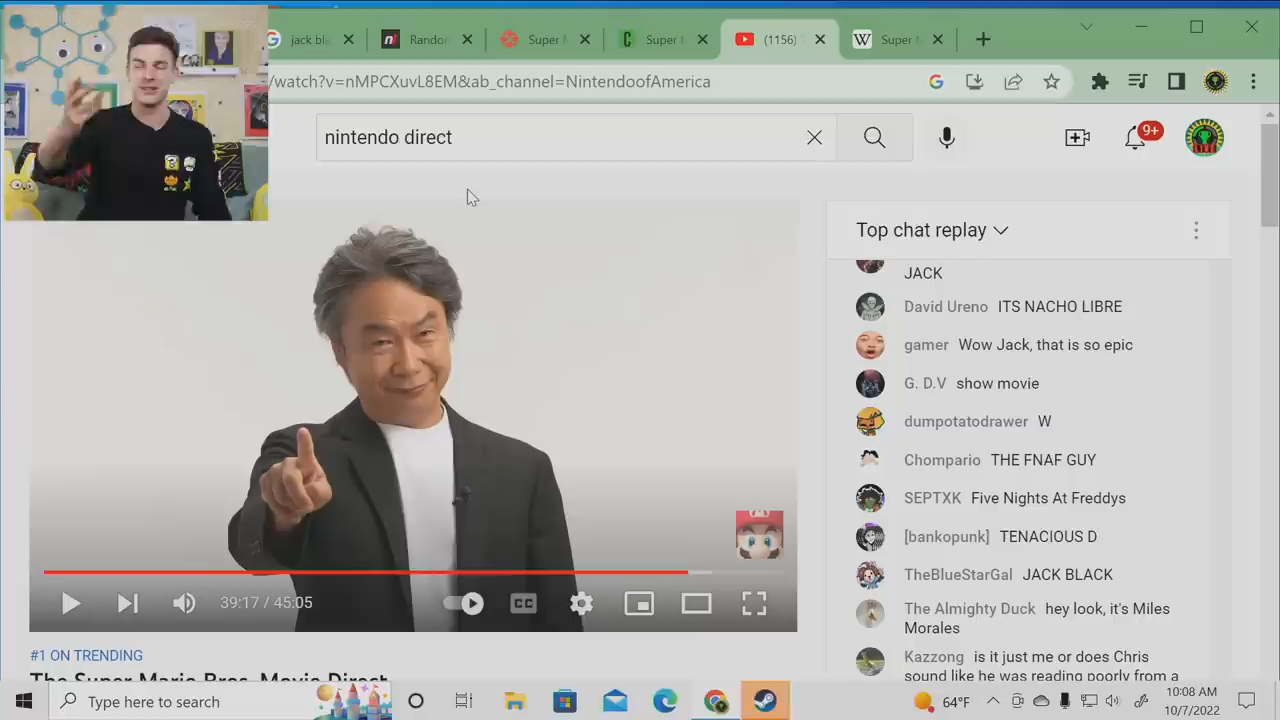 jack bla
Rando
Super M
Super M
(1156)
Super M
/watch?v=nMPCXuvL8EM&ab_channel=NintendoofAmerica
nintendo direct
9+
Top chat replay
JACK
David Ureno ITS NACHO LIBRE
gamer Wow Jack, that is so epic
G. D.V show movie
dumpotatodrawer W
Chompario THE FNAF GUY
SEPTXK Five Nights At Freddys
[bankopunk] TENACIOUS D
TheBlueStarGal JACK BLACK
The Almighty Duck hey look, it's Miles
Morales
Kazzong is it just me or does Chris
sound like he was reading poorly from a
39:17 / 45:05
CC
#1 ON TRENDING
The Super Mario Bros. Movie Direct
Type here to search
64°F
10:08 AM
10/7/2022